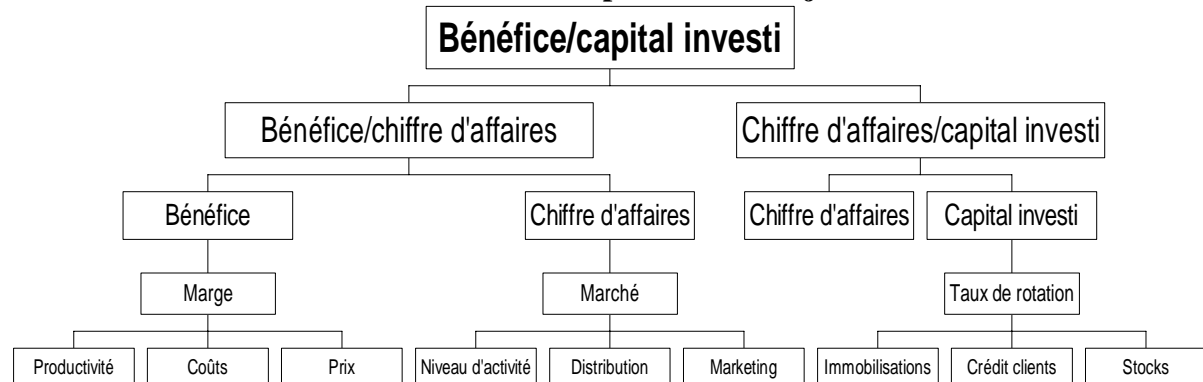 Bénéfice/capital investi
Bénéfice/chiffre d'affaires
Chiffre d'affaires/capital investi
Bénéfice
Chiffre d'affaires
Chiffre d'affaires
Capital investi
Marge
Marché
Taux de rotation
Productivité
Coûts
Prix
Niveau d'activité
Distribution
Marketing
Immobilisations
Crédit clients
Stocks